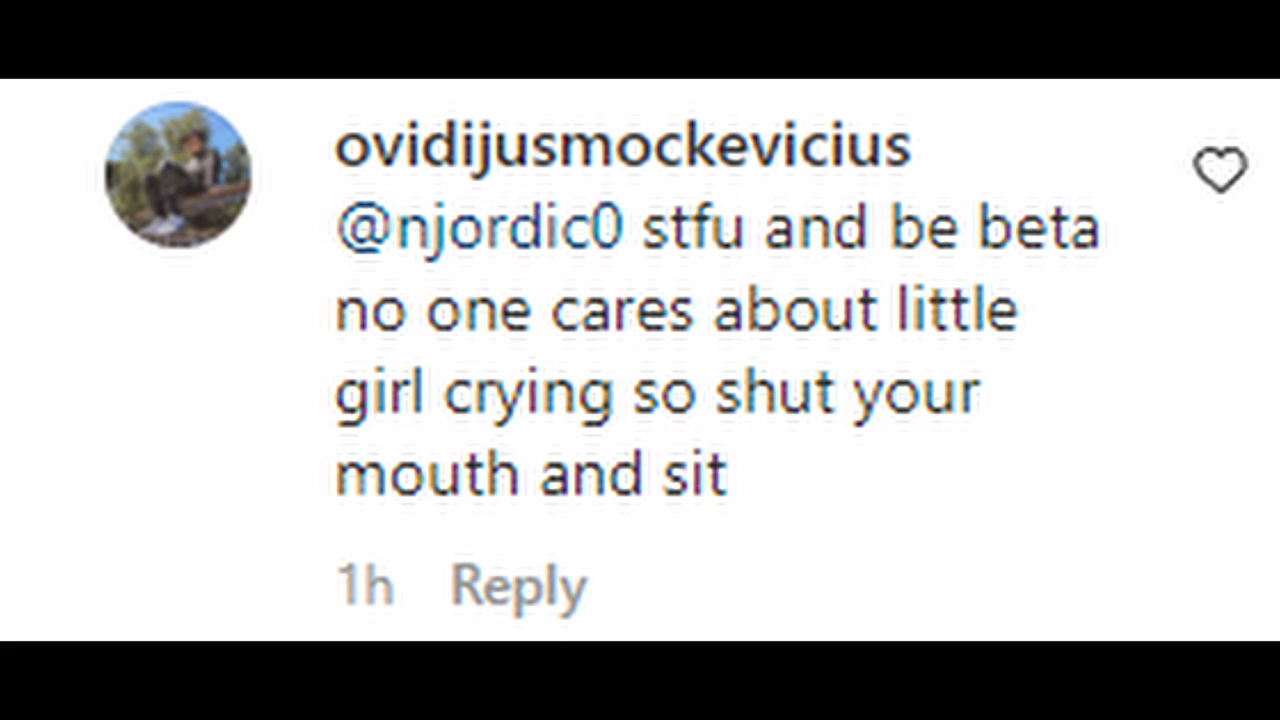 ovidijusmockevicius
@njordic0 stfu and be beta
no one cares about little
girl crying so shut your
mouth and sit
1h Reply